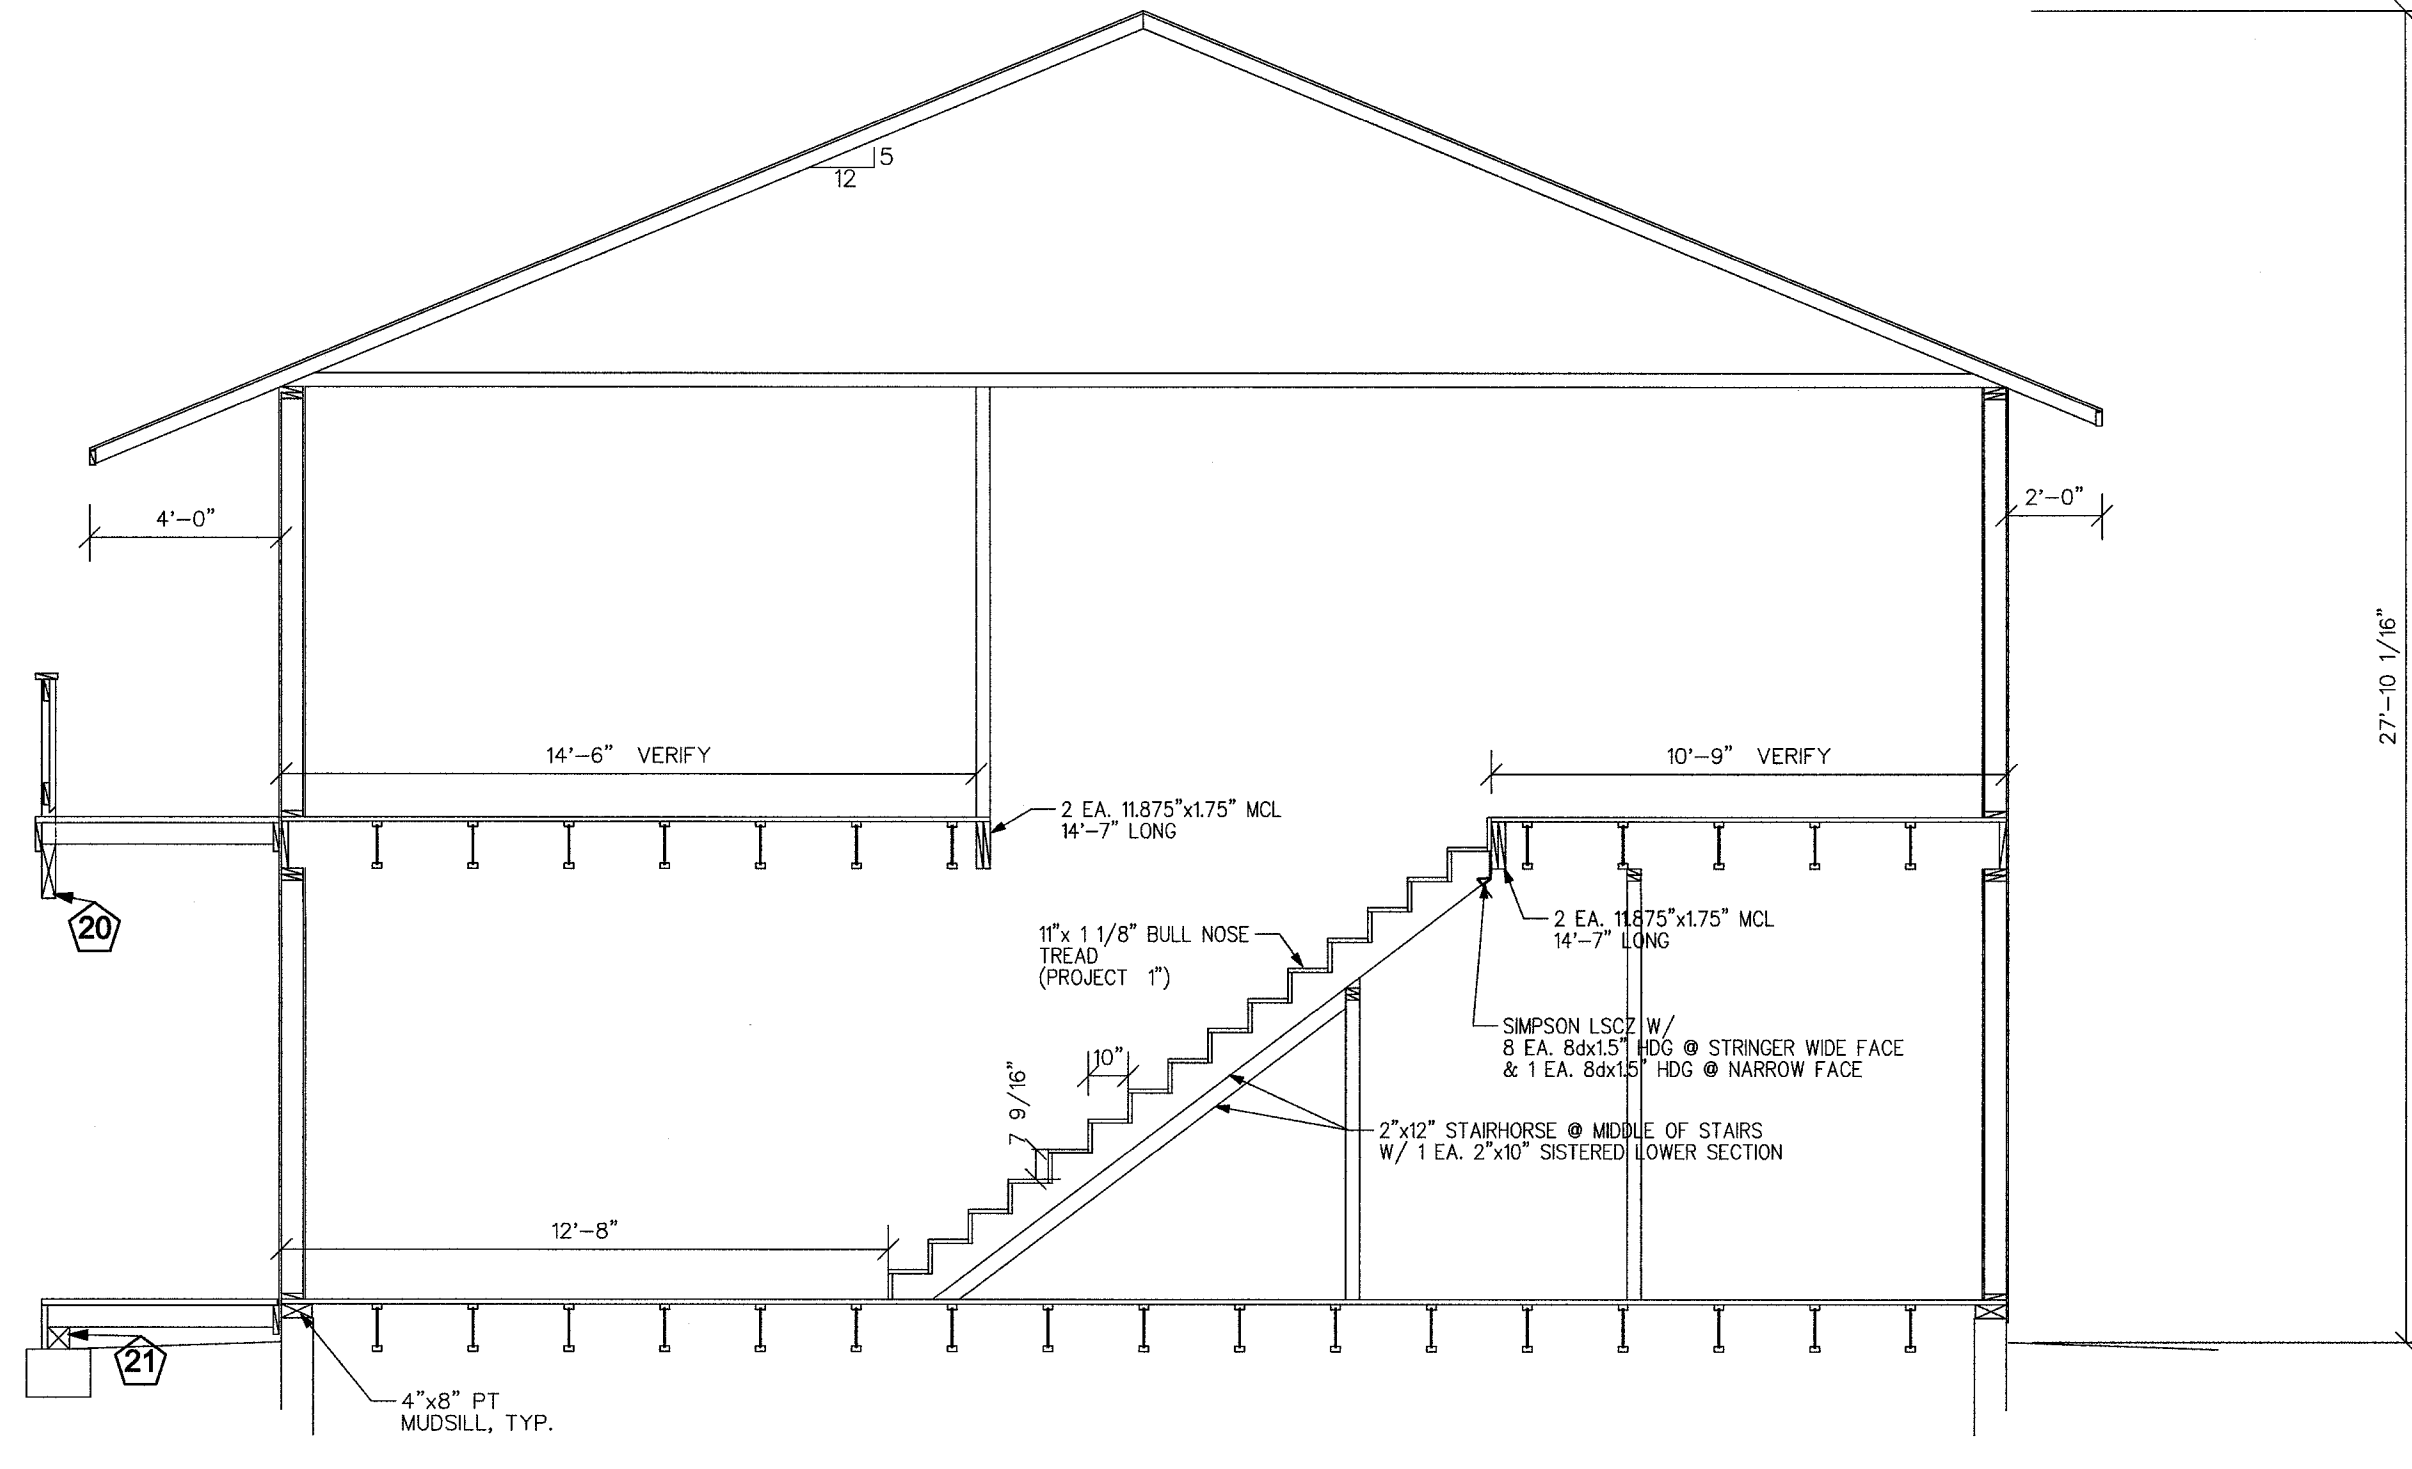 5
12
4'-0"
2'-0"
27'-10 1/16"
14'-6" VERIFY
10'-9" VERIFY
2 EA. 11.875"x1.75" MCL
14'-7" LONG
20
11"x 1 1/8" BULL NOSE
TREAD
(PROJECT 1")
2 EA. 11.875"x1.75" MCL
14'-7" LONG
SIMPSON LSCZ W/
8 EA. 8dx1.5" HDG @ STRINGER WIDE FACE
& 1 EA. 8dx1.5" HDG @ NARROW FACE
10"
7 9/16"
2"x12" STAIRHORSE @ MIDDLE OF STAIRS
W/ 1 EA. 2"x10" SISTERED LOWER SECTION
12'-8"
21
4"x8" PT
MUDSILL, TYP.